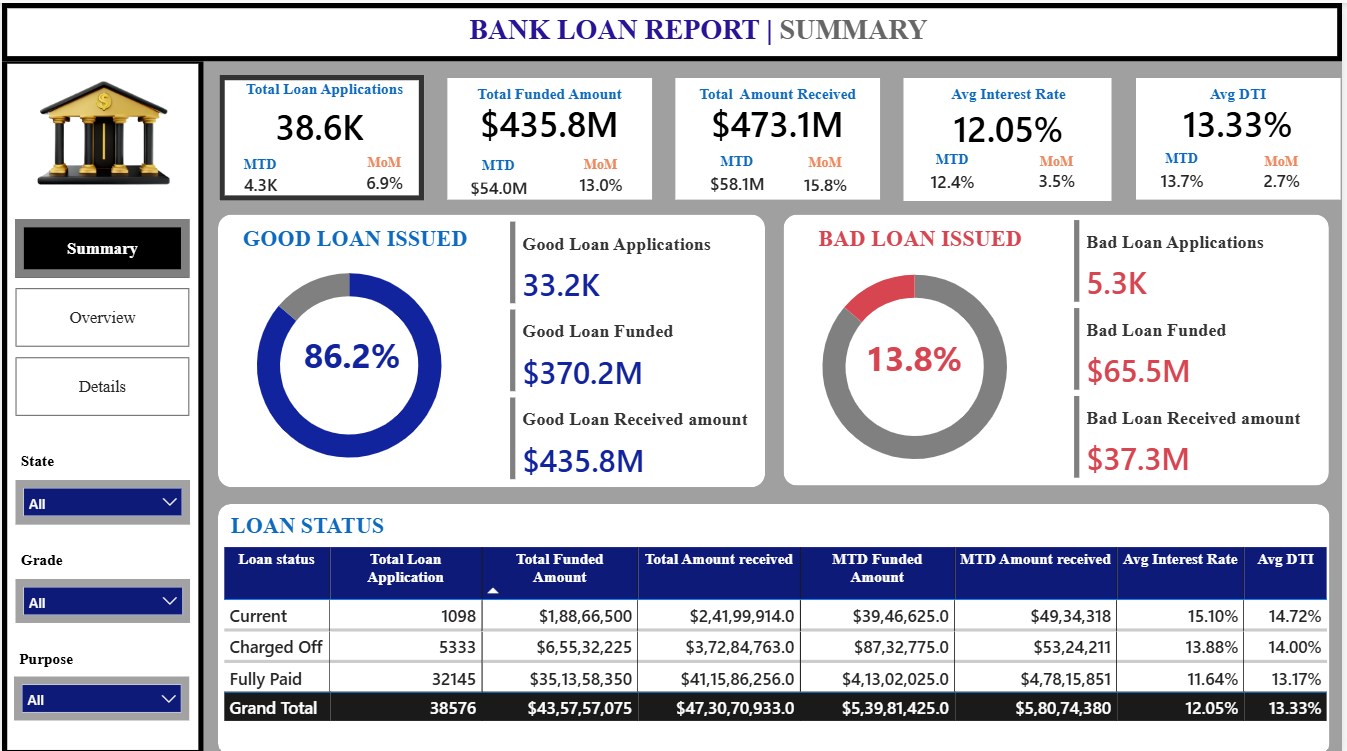 BANK LOAN REPORT | SUMMARY
$
Summary
Overview
Details
State
All
Grade
All
Purpose
All
Total Loan Applications
38.6K
MTD MoM
4.3K 6.9%
Total Funded Amount
$435.8M
MTD MoM
$54.0M 13.0%
Total Amount Received
$473.1M
MTD MoM
$58.1M 15.8%
Avg Interest Rate
12.05%
MTD MoM
12.4% 3.5%
Avg DTI
13.33%
MTD MoM
13.7% 2.7%
GOOD LOAN ISSUED
86.2%
Good Loan Applications
33.2K
Good Loan Funded
$370.2M
Good Loan Received amount
$435.8M
BAD LOAN ISSUED
13.8%
Bad Loan Applications
5.3K
Bad Loan Funded
$65.5M
Bad Loan Received amount
$37.3M
LOAN STATUS
Loan status Total Loan Total Funded Total Amount received MTD Funded MTD Amount received Avg Interest Rate Avg DTI
Application Amount Amount
Current 1098 $1,88,66,500 $2,41,99,914.0 $39,46,625.0 $49,34,318 15.10% 14.72%
Charged Off 5333 $6,55,32,225 $3,72,84,763.0 $87,32,775.0 $53,24,211 13.88% 14.00%
Fully Paid 32145 $35,13,58,350 $41,15,86,256.0 $4,13,02,025.0 $4,78,15,851 11.64% 13.17%
Grand Total 38576 $43,57,57,075 $47,30,70,933.0 $5,39,81,425.0 $5,80,74,380 12.05% 13.33%